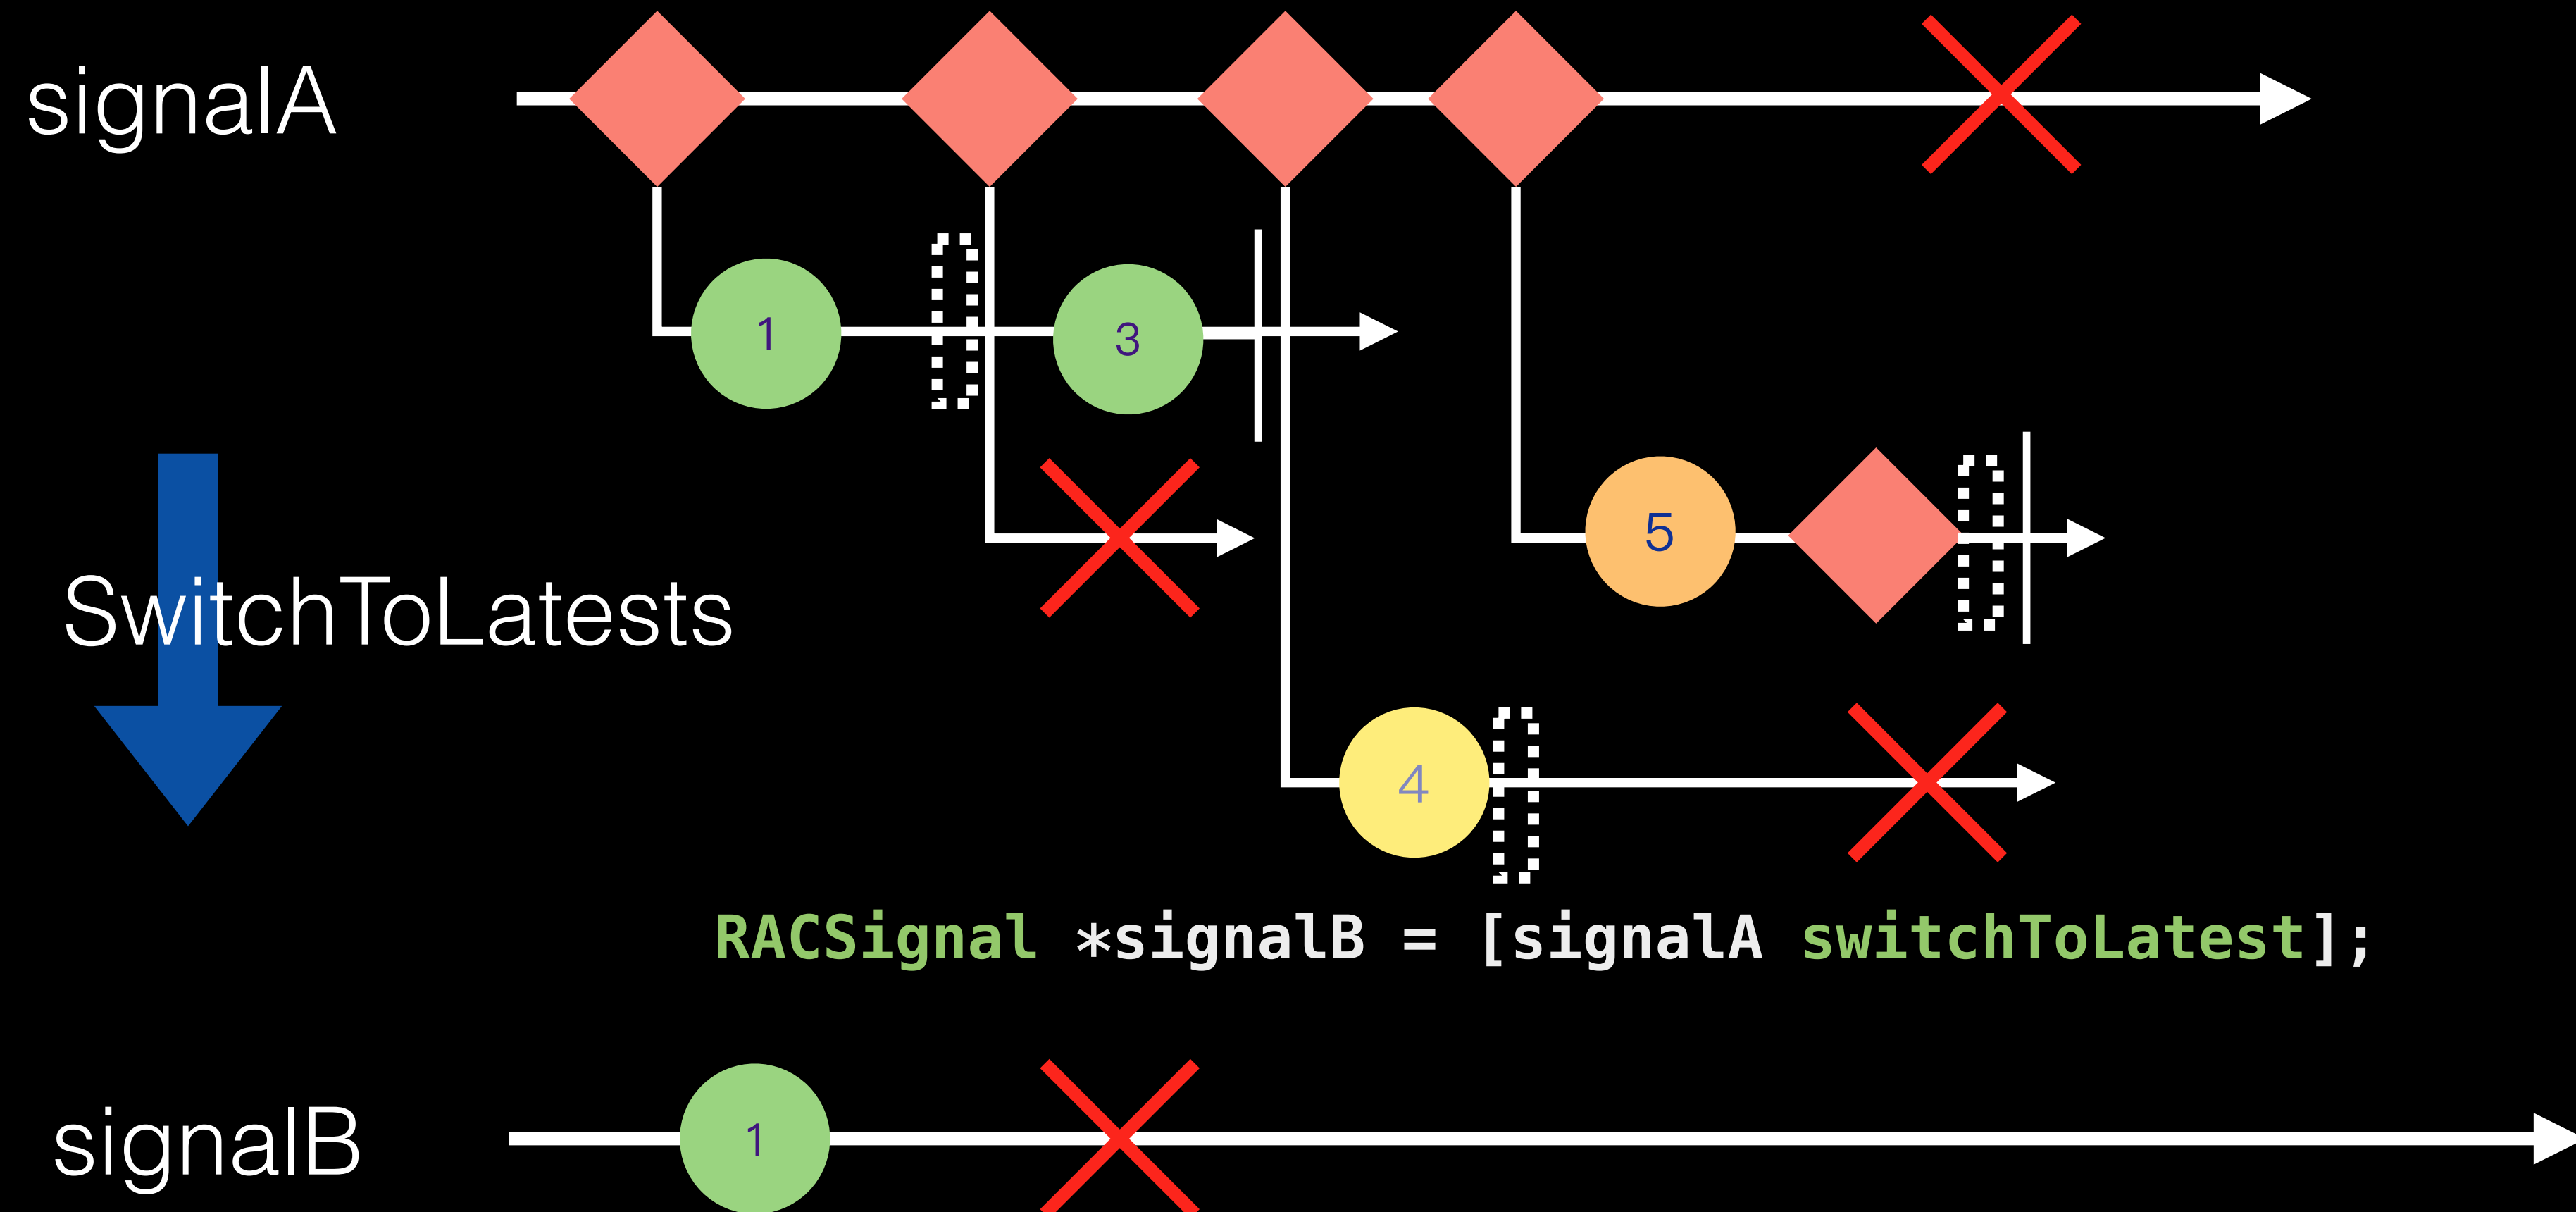 signalA
1
3
5
SwitchToLatests
4
RACSignal *signalB = [signalA switchToLatest];
signalB
1